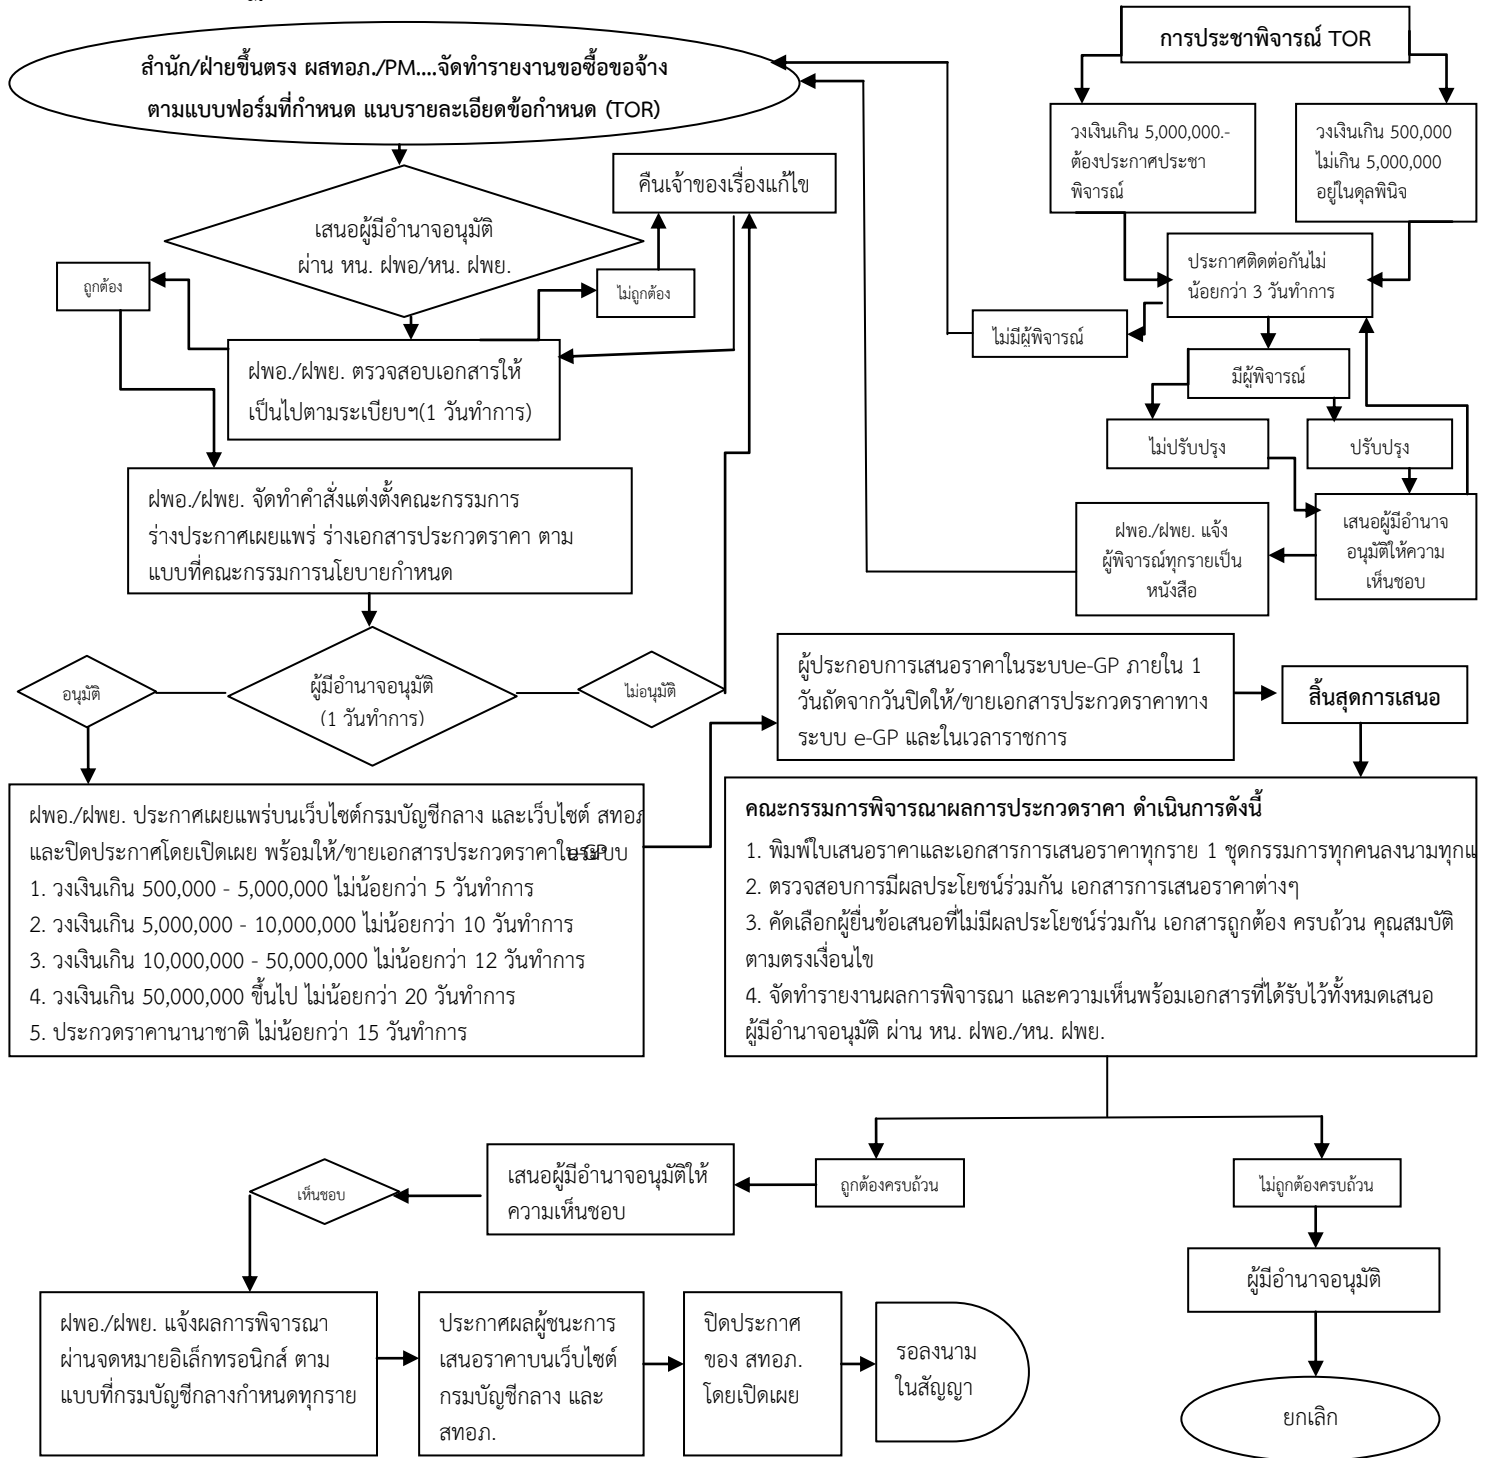 สำนัก/ฝ่ายขึ้นตรง ผสทอภ./PM....จัดทำรายงานขอซื้อขอจ้าง
ตามแบบฟอร์มที่กำหนด แนบรายละเอียดข้อกำหนด (TOR)
การประชาพิจารณ์ TOR
วงเงินเกิน 5,000,000.-
ต้องประกาศประชา
พิจารณ์
วงเงินเกิน 500,000
ไม่เกิน 5,000,000
อยู่ในดุลพินิจ
คืนเจ้าของเรื่องแก้ไข
เสนอผู้มีอำนาจอนุมัติ
ผ่าน หน. ฝพอ/หน. ฝพย.
ถูกต้อง
ไม่ถูกต้อง
ประกาศติดต่อกันไม่
น้อยกว่า 3 วันทำการ
ไม่มีผู้พิจารณ์
มีผู้พิจารณ์
ฝพอ./ฝพย. ตรวจสอบเอกสารให้
เป็นไปตามระเบียบฯ(1 วันทำการ)
ไม่ปรับปรุง
ปรับปรุง
ฝพอ./ฝพย. จัดทำคำสั่งแต่งตั้งคณะกรรมการ
ร่างประกาศเผยแพร่ ร่างเอกสารประกวดราคา ตาม
แบบที่คณะกรรมการนโยบายกำหนด
ฝพอ./ฝพย. แจ้ง
ผู้พิจารณ์ทุกรายเป็น
หนังสือ
เสนอผู้มีอำนาจ
อนุมัติให้ความ
เห็นชอบ
อนุมัติ
ผู้มีอำนาจอนุมัติ
(1 วันทำการ)
ไม่อนุมัติ
ผู้ประกอบการเสนอราคาในระบบe-GP ภายใน 1
วันถัดจากวันปิดให้/ขายเอกสารประกวดราคาทาง
ระบบ e-GP และในเวลาราชการ
สิ้นสุดการเสนอ
ฝพอ./ฝพย. ประกาศเผยแพร่บนเว็บไซต์กรมบัญชีกลาง และเว็บไซต์ สทอภ
และปิดประกาศโดยเปิดเผย พร้อมให้/ขายเอกสารประกวดราคาในระบบ e-GP
1. วงเงินเกิน 500,000 - 5,000,000 ไม่น้อยกว่า 5 วันทำการ
2. วงเงินเกิน 5,000,000 - 10,000,000 ไม่น้อยกว่า 10 วันทำการ
3. วงเงินเกิน 10,000,000 - 50,000,000 ไม่น้อยกว่า 12 วันทำการ
4. วงเงินเกิน 50,000,000 ขึ้นไป ไม่น้อยกว่า 20 วันทำการ
5. ประกวดราคานานาชาติ ไม่น้อยกว่า 15 วันทำการ
คณะกรรมการพิจารณาผลการประกวดราคา ดำเนินการดังนี้
1. พิมพ์ใบเสนอราคาและเอกสารการเสนอราคาทุกราย 1 ชุดกรรมการทุกคนลงนามทุกแ
2. ตรวจสอบการมีผลประโยชน์ร่วมกัน เอกสารการเสนอราคาต่างๆ
3. คัดเลือกผู้ยื่นข้อเสนอที่ไม่มีผลประโยชน์ร่วมกัน เอกสารถูกต้อง ครบถ้วน คุณสมบัติ
ตามตรงเงื่อนไข
4. จัดทำรายงานผลการพิจารณา และความเห็นพร้อมเอกสารที่ได้รับไว้ทั้งหมดเสนอ
ผู้มีอำนาจอนุมัติ ผ่าน หน. ฝพอ./หน. ฝพย.
เห็นชอบ
เสนอผู้มีอำนาจอนุมัติให้
ความเห็นชอบ
ถูกต้องครบถ้วน
ไม่ถูกต้องครบถ้วน
ผู้มีอำนาจอนุมัติ
ฝพอ./ฝพย. แจ้งผลการพิจารณา
ผ่านจดหมายอิเล็กทรอนิกส์ ตาม
แบบที่กรมบัญชีกลางกำหนดทุกราย
ประกาศผลผู้ชนะการ
เสนอราคาบนเว็บไซต์
กรมบัญชีกลาง และ
สทอภ.
ปิดประกาศ
ของ สทอภ.
โดยเปิดเผย
รอลงนาม
ในสัญญา
ยกเลิก